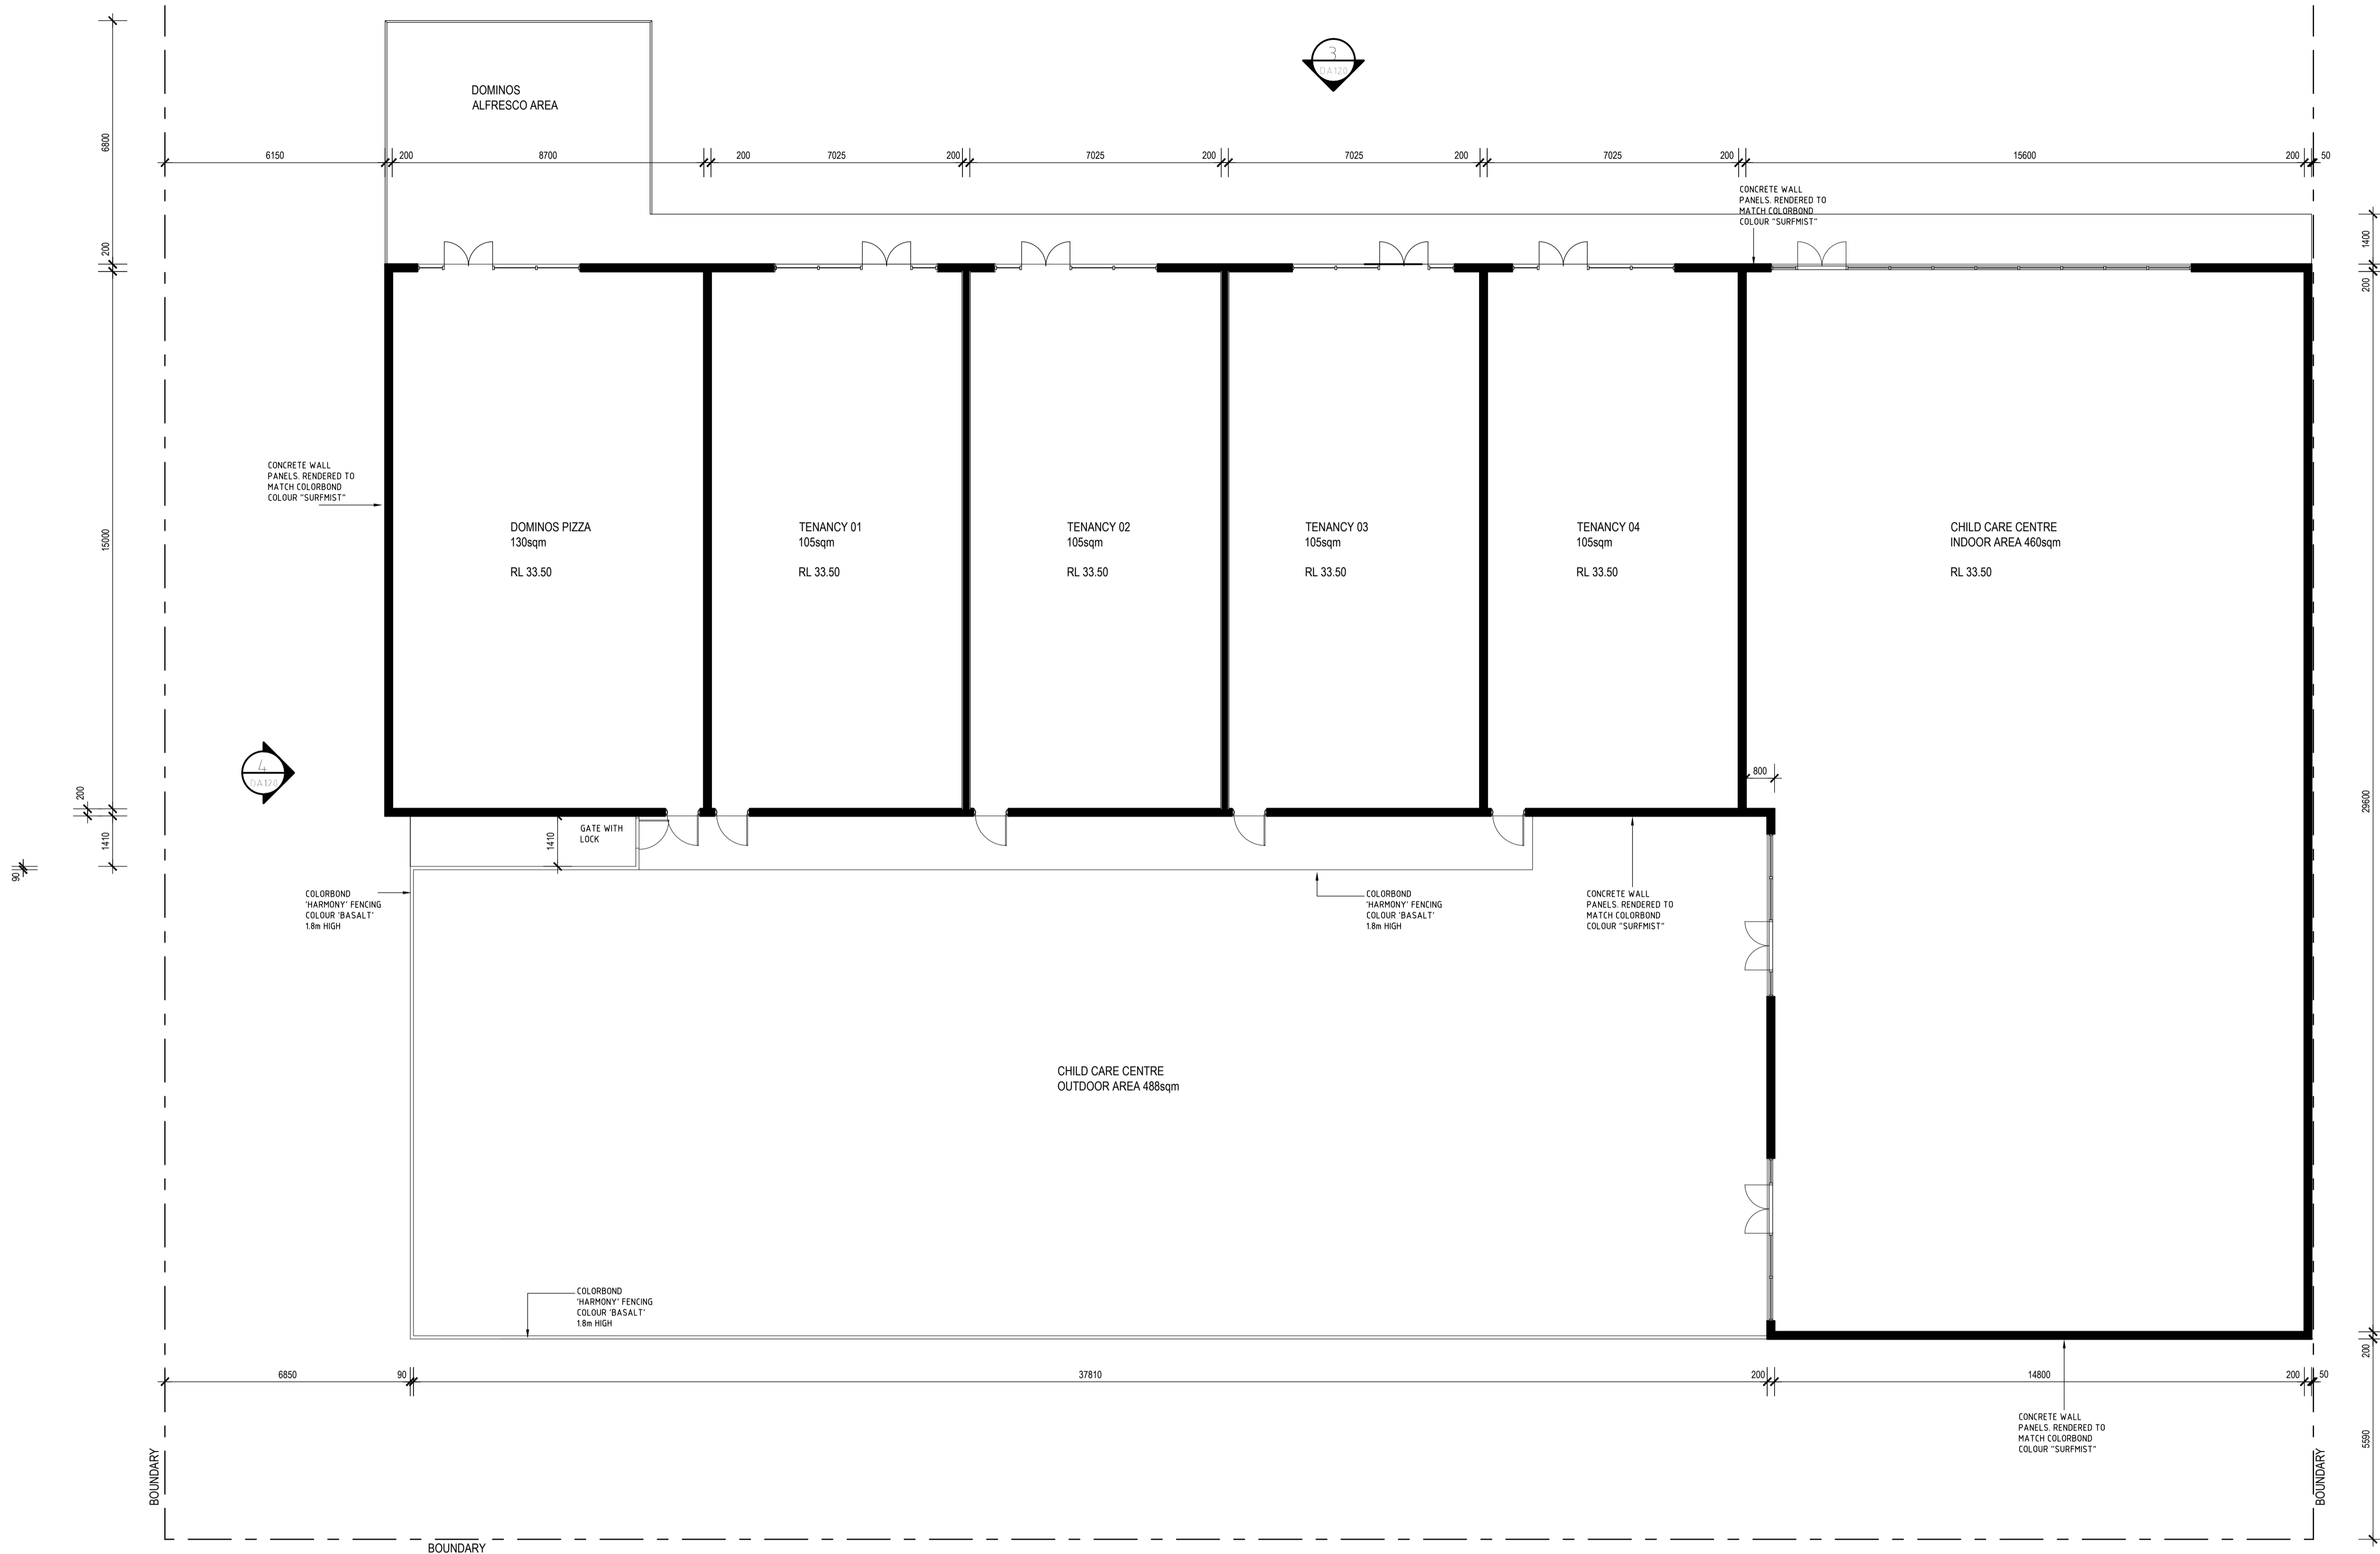 3
DA120
DOMINOS
ALFRESCO AREA
6800
6150
200
8700
200
7025
200
7025
200
7025
200
7025
200
15600
200
50
CONCRETE WALL
PANELS. RENDERED TO
MATCH COLORBOND
COLOUR "SURFMIST"
200
1400
200
CONCRETE WALL
PANELS. RENDERED TO
MATCH COLORBOND
COLOUR "SURFMIST"
15000
DOMINOS PIZZA
130sqm
RL 33.50
TENANCY 01
105sqm
RL 33.50
TENANCY 02
105sqm
RL 33.50
TENANCY 03
105sqm
RL 33.50
TENANCY 04
105sqm
RL 33.50
CHILD CARE CENTRE
INDOOR AREA 460sqm
RL 33.50
4
DA120
800
200
29600
1410
1410
GATE WITH
LOCK
90
COLORBOND
'HARMONY' FENCING
COLOUR 'BASALT'
1.8m HIGH
COLORBOND
'HARMONY' FENCING
COLOUR 'BASALT'
1.8m HIGH
CONCRETE WALL
PANELS. RENDERED TO
MATCH COLORBOND
COLOUR "SURFMIST"
CHILD CARE CENTRE
OUTDOOR AREA 488sqm
COLORBOND
'HARMONY' FENCING
COLOUR 'BASALT'
1.8m HIGH
200
6850
90
37810
200
14800
200
50
CONCRETE WALL
PANELS. RENDERED TO
MATCH COLORBOND
COLOUR "SURFMIST"
5590
BOUNDARY
BOUNDARY
BOUNDARY